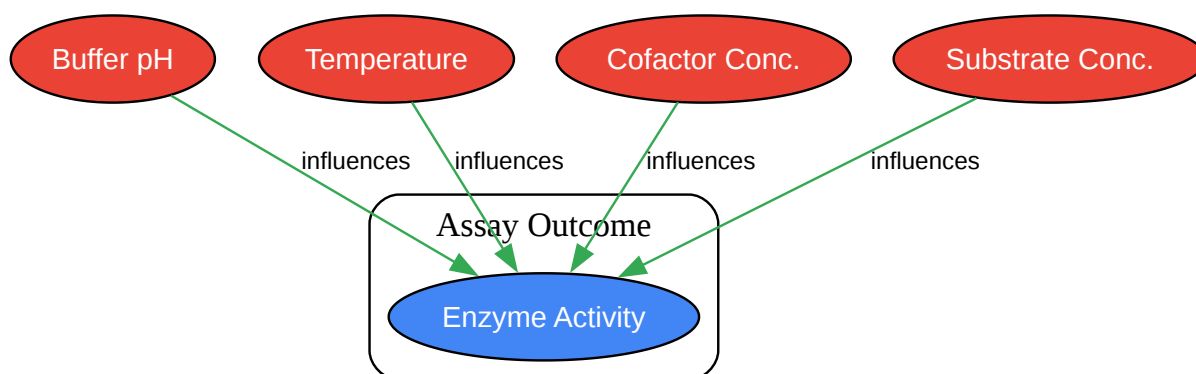 Buffer pH
Temperature
Cofactor Conc.
Substrate Conc.
influences
influences
influences
influences
Assay Outcome
Enzyme Activity